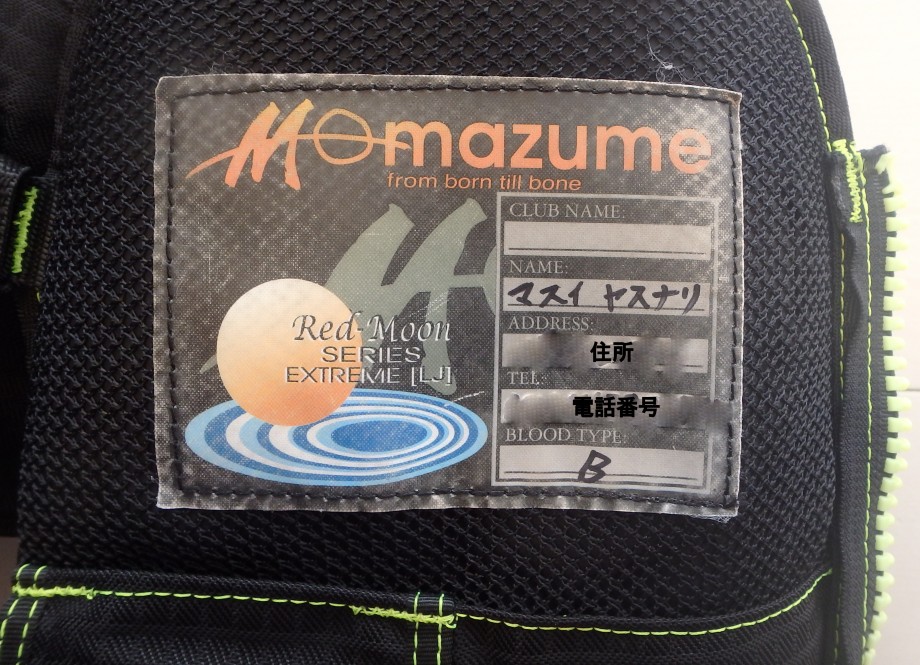 mazume
from born till bone
CLUB NAME:
NAME:
マスイ ヤスナリ
ADDRESS:
住所
TEL:
電話番号
BLOOD TYPE:
B
Red-Moon
SERIES
EXTREME [LJ]